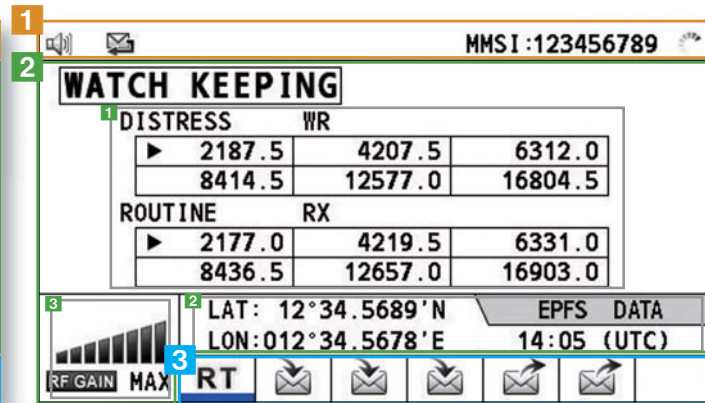 1
MMSI:123456789
2
WATCH KEEPING
1
DISTRESS WR
▶ 2187.5 4207.5 6312.0
8414.5 12577.0 16804.5
ROUTINE RX
▶ 2177.0 4219.5 6331.0
8436.5 12657.0 16903.0
3
2
LAT: 12°34.5689'N EPFS DATA
LON:012°34.5678'E 14:05 (UTC)
3
RF GAIN MAX RT